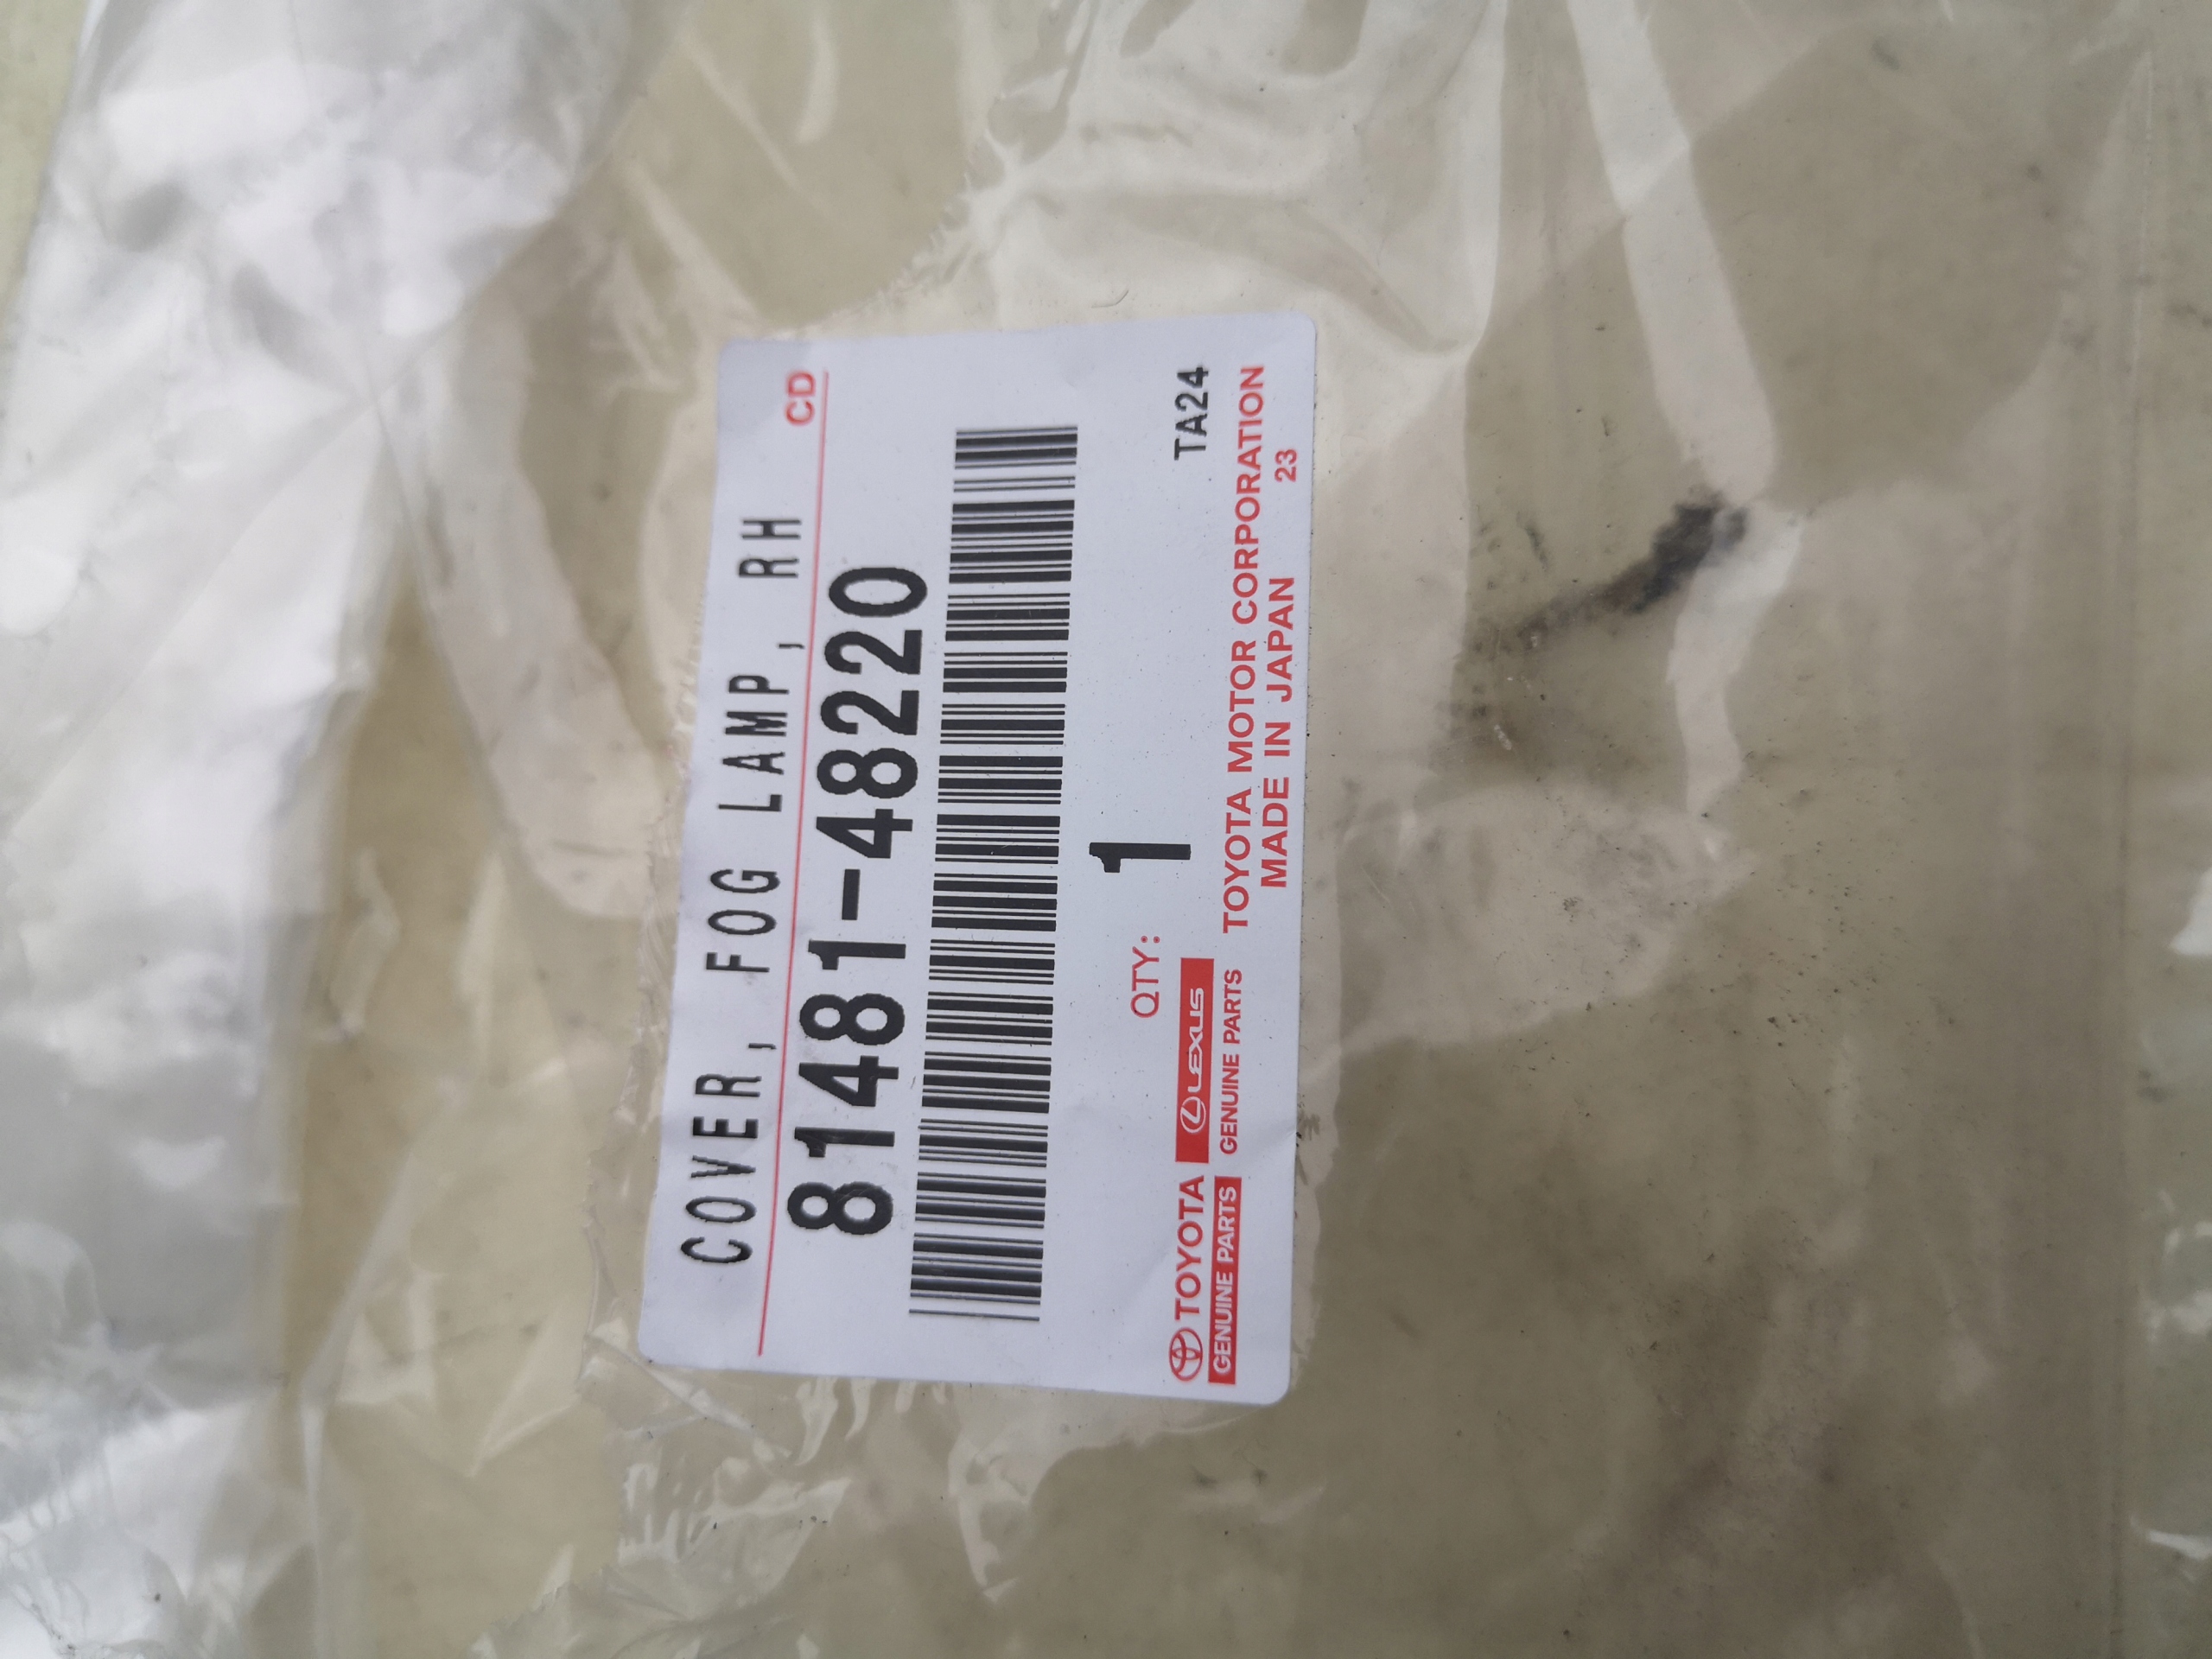 COVER, FOG LAMP, RH
CD
81481-48220
QTY: 1
TA24
TOYOTA LEXUS
GENUINE PARTS GENUINE PARTS
TOYOTA MOTOR CORPORATION
MADE IN JAPAN 23